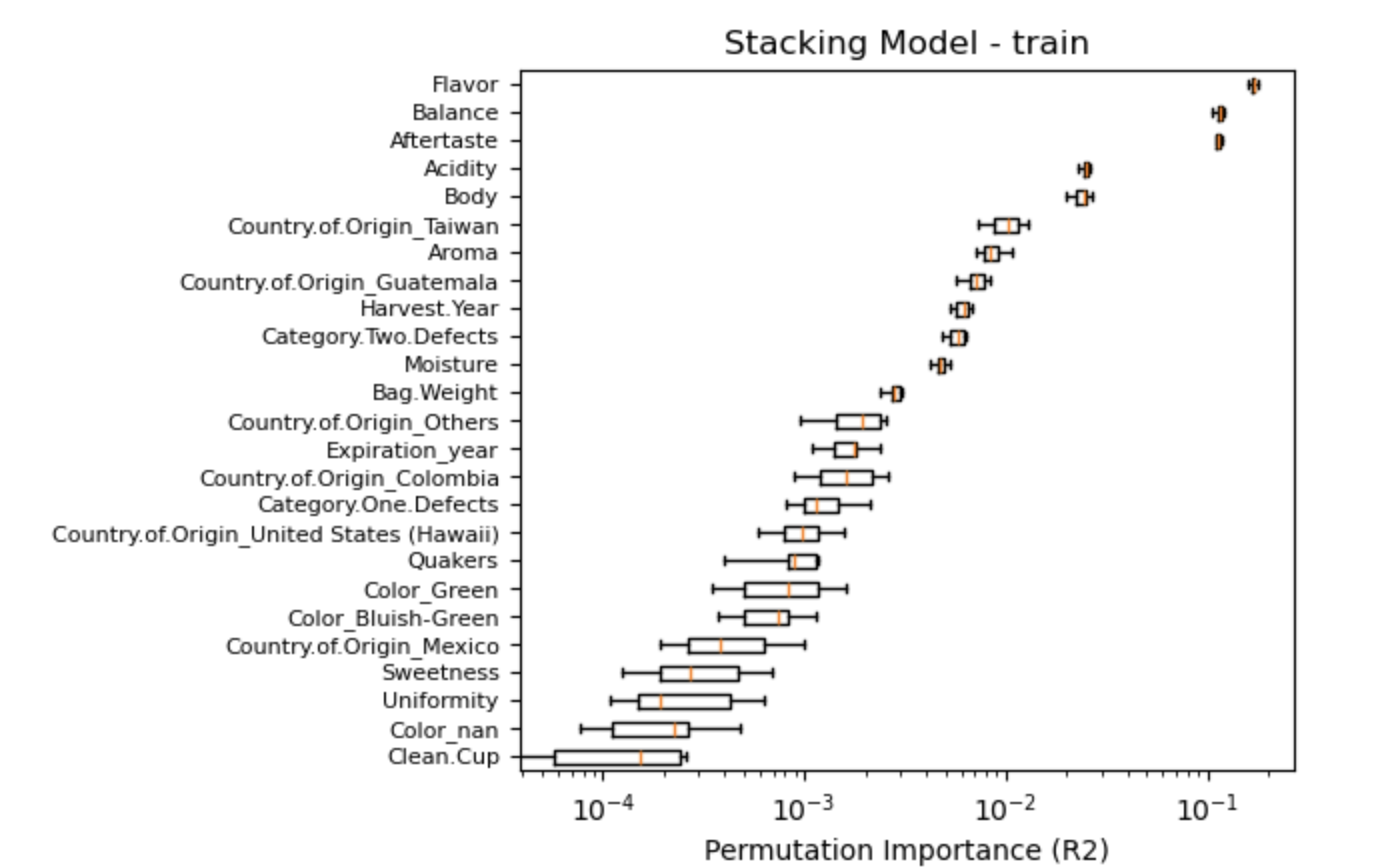 Stacking Model - train
Flavor
Balance
Aftertaste
Acidity
Body
Country.of.Origin_Taiwan
Aroma
Country.of.Origin_Guatemala
Harvest.Year
Category.Two.Defects
Moisture
Bag.Weight
Country.of.Origin_Others
Expiration_year
Country.of.Origin_Colombia
Category.One.Defects
Country.of.Origin_United States (Hawaii)
Quakers
Color_Green
Color_Bluish-Green
Country.of.Origin_Mexico
Sweetness
Uniformity
Color_nan
Clean.Cup
10⁻⁴ 10⁻³ 10⁻² 10⁻¹
Permutation Importance (R2)